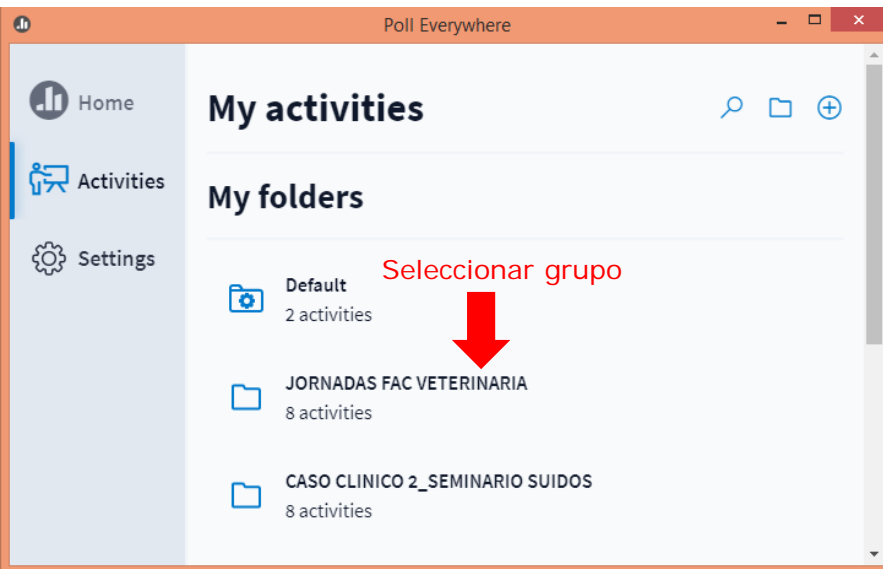 Poll Everywhere
Home
Activities
Settings
My activities
My folders
Default
2 activities
Seleccionar grupo
JORNADAS FAC VETERINARIA
8 activities
CASO CLINICO 2_SEMINARIO SUIDOS
8 activities